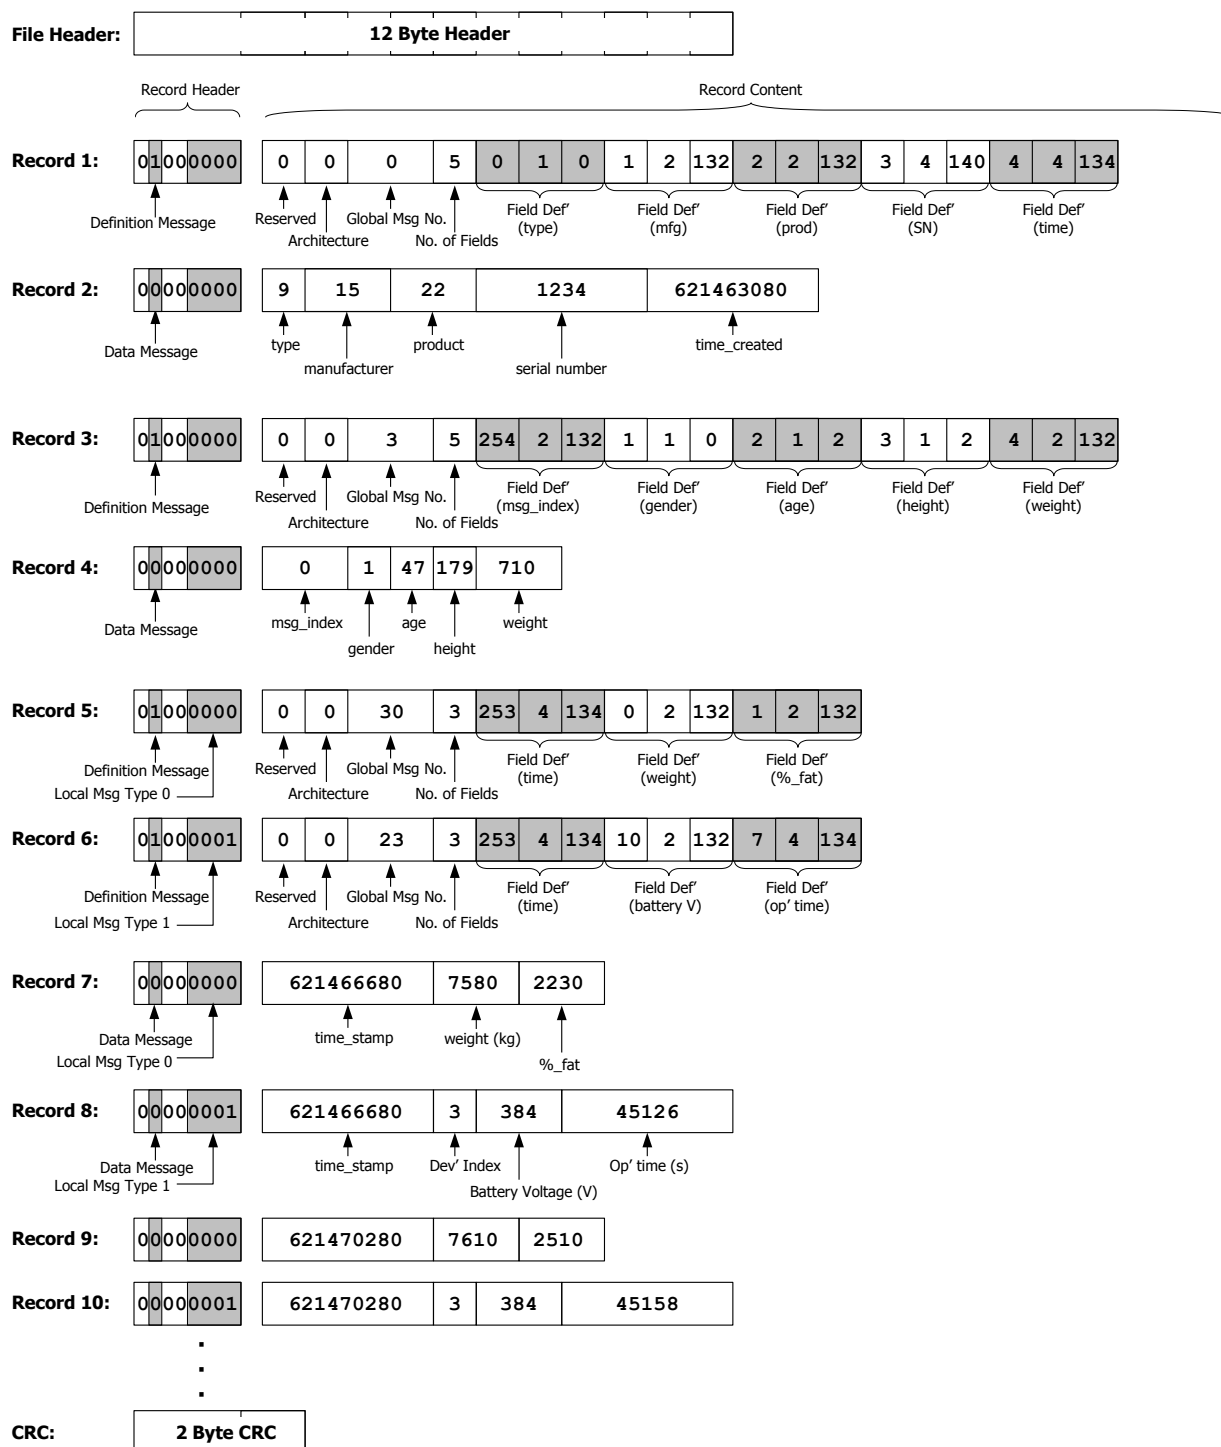 File Header: 12 Byte Header
Record Header Record Content
Record 1: 01000000 0 0 0 5 0 1 0 1 2 132 2 2 132 3 4 140 4 4 134
Definition Message Reserved Architecture Global Msg No. No. of Fields Field Def' (type) Field Def' (mfg) Field Def' (prod) Field Def' (SN) Field Def' (time)
Record 2: 00000000 9 15 22 1234 621463080
Data Message type manufacturer product serial number time_created
Record 3: 01000000 0 0 3 5 254 2 132 1 1 0 2 1 2 3 1 2 4 2 132
Definition Message Reserved Architecture Global Msg No. No. of Fields Field Def' (msg_index) Field Def' (gender) Field Def' (age) Field Def' (height) Field Def' (weight)
Record 4: 00000000 0 1 47 179 710
Data Message msg_index gender age height weight
Record 5: 01000000 0 0 30 3 253 4 134 0 2 132 1 2 132
Definition Message Local Msg Type 0 Reserved Architecture Global Msg No. No. of Fields Field Def' (time) Field Def' (weight) Field Def' (%_fat)
Record 6: 01000001 0 0 23 3 253 4 134 10 2 132 7 4 134
Definition Message Local Msg Type 1 Reserved Architecture Global Msg No. No. of Fields Field Def' (time) Field Def' (battery V) Field Def' (op' time)
Record 7: 00000000 621466680 7580 2230
Data Message Local Msg Type 0 time_stamp weight (kg) %_fat
Record 8: 00000001 621466680 3 384 45126
Data Message Local Msg Type 1 time_stamp Dev' Index Battery Voltage (V) Op' time (s)
Record 9: 00000000 621470280 7610 2510
Record 10: 00000001 621470280 3 384 45158
.
.
.
CRC: 2 Byte CRC